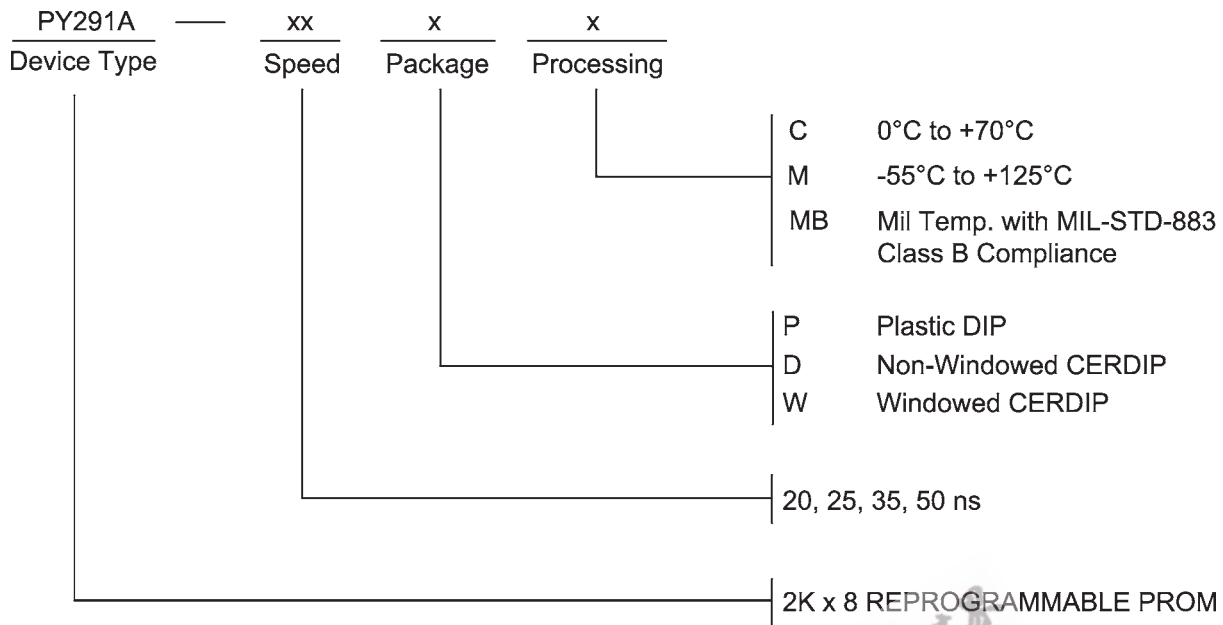 PY291A — xx x x
Device Type Speed Package Processing
C 0°C to +70°C
M -55°C to +125°C
MB Mil Temp. with MIL-STD-883
Class B Compliance
P Plastic DIP
D Non-Windowed CERDIP
W Windowed CERDIP
20, 25, 35, 50 ns
2K x 8 REPROGRAMMABLE PROM